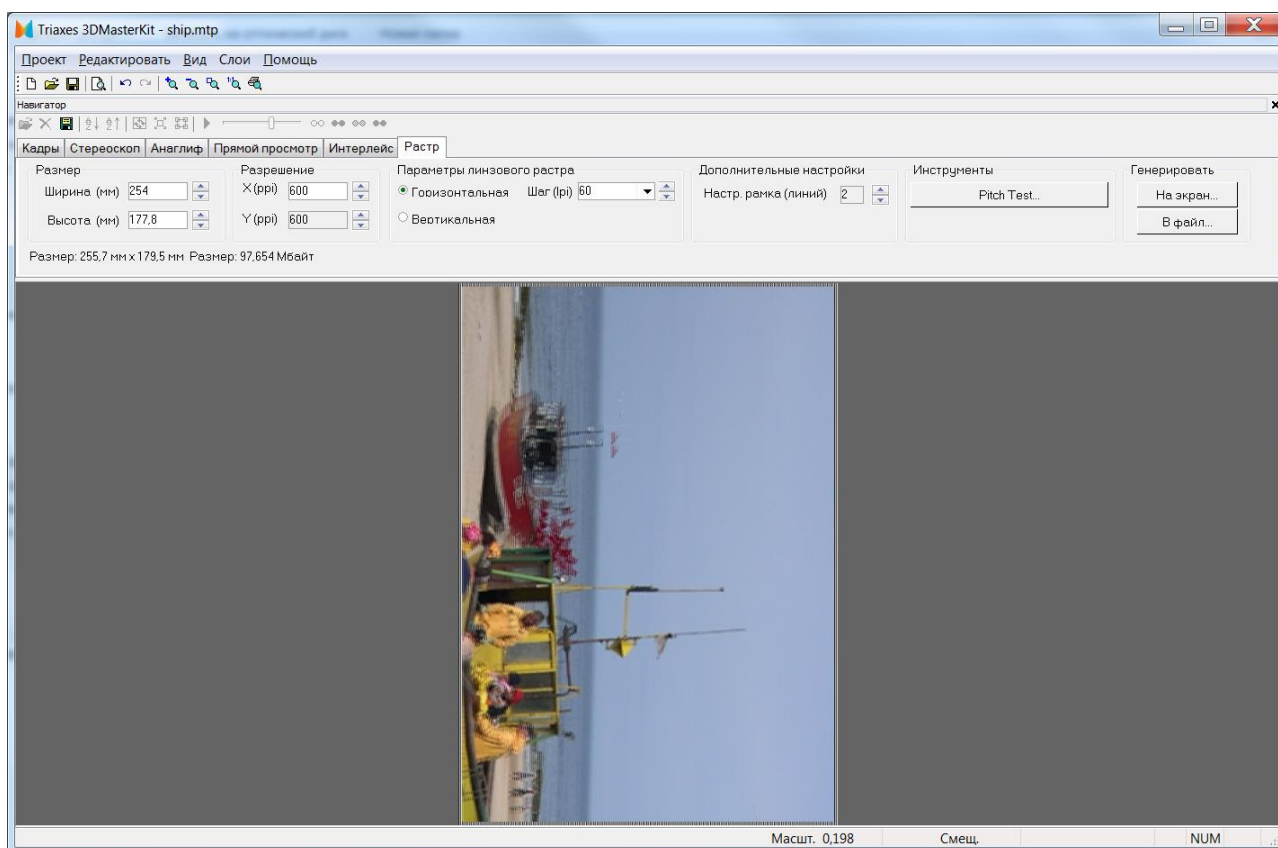 Triaxes 3DMasterKit - ship.mtp
Проект Редактировать Вид Слои Помощь
Навигатор
Кадры Стереоскоп Анаглиф Прямой просмотр Интерлейс Растр
Размер Разрешение Параметры линзового растра Дополнительные настройки Инструменты Генерировать
Ширина (мм) 254 X (ppi) 600 Горизонтальная Шаг (lpi) 60 Настр. рамка (линий) 2 Pitch Test... На экран...
Высота (мм) 177,8 Y (ppi) 600 Вертикальная В файл...
Размер: 255,7 мм x 179,5 мм Размер: 97,654 Мбайт
Масшт. 0,198 Смещ. NUM